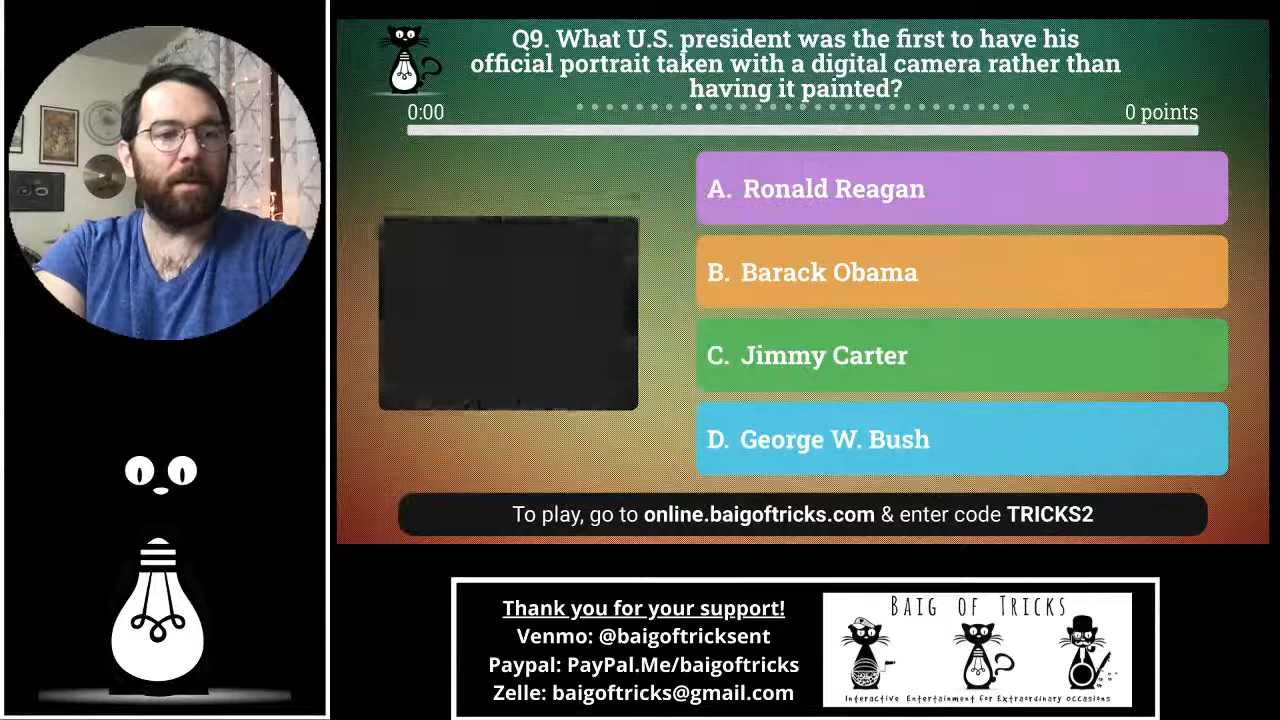 Q9. What U.S. president was the first to have his
official portrait taken with a digital camera rather than
having it painted?
0:00
0 points
A. Ronald Reagan
B. Barack Obama
C. Jimmy Carter
D. George W. Bush
To play, go to online.baigoftricks.com & enter code TRICKS2
Thank you for your support!
Venmo: @baigoftricksent
Paypal: PayPal.Me/baigoftricks
Zelle: baigoftricks@gmail.com
BAIG OF TRICKS
Interactive Entertainment for Extraordinary occasions